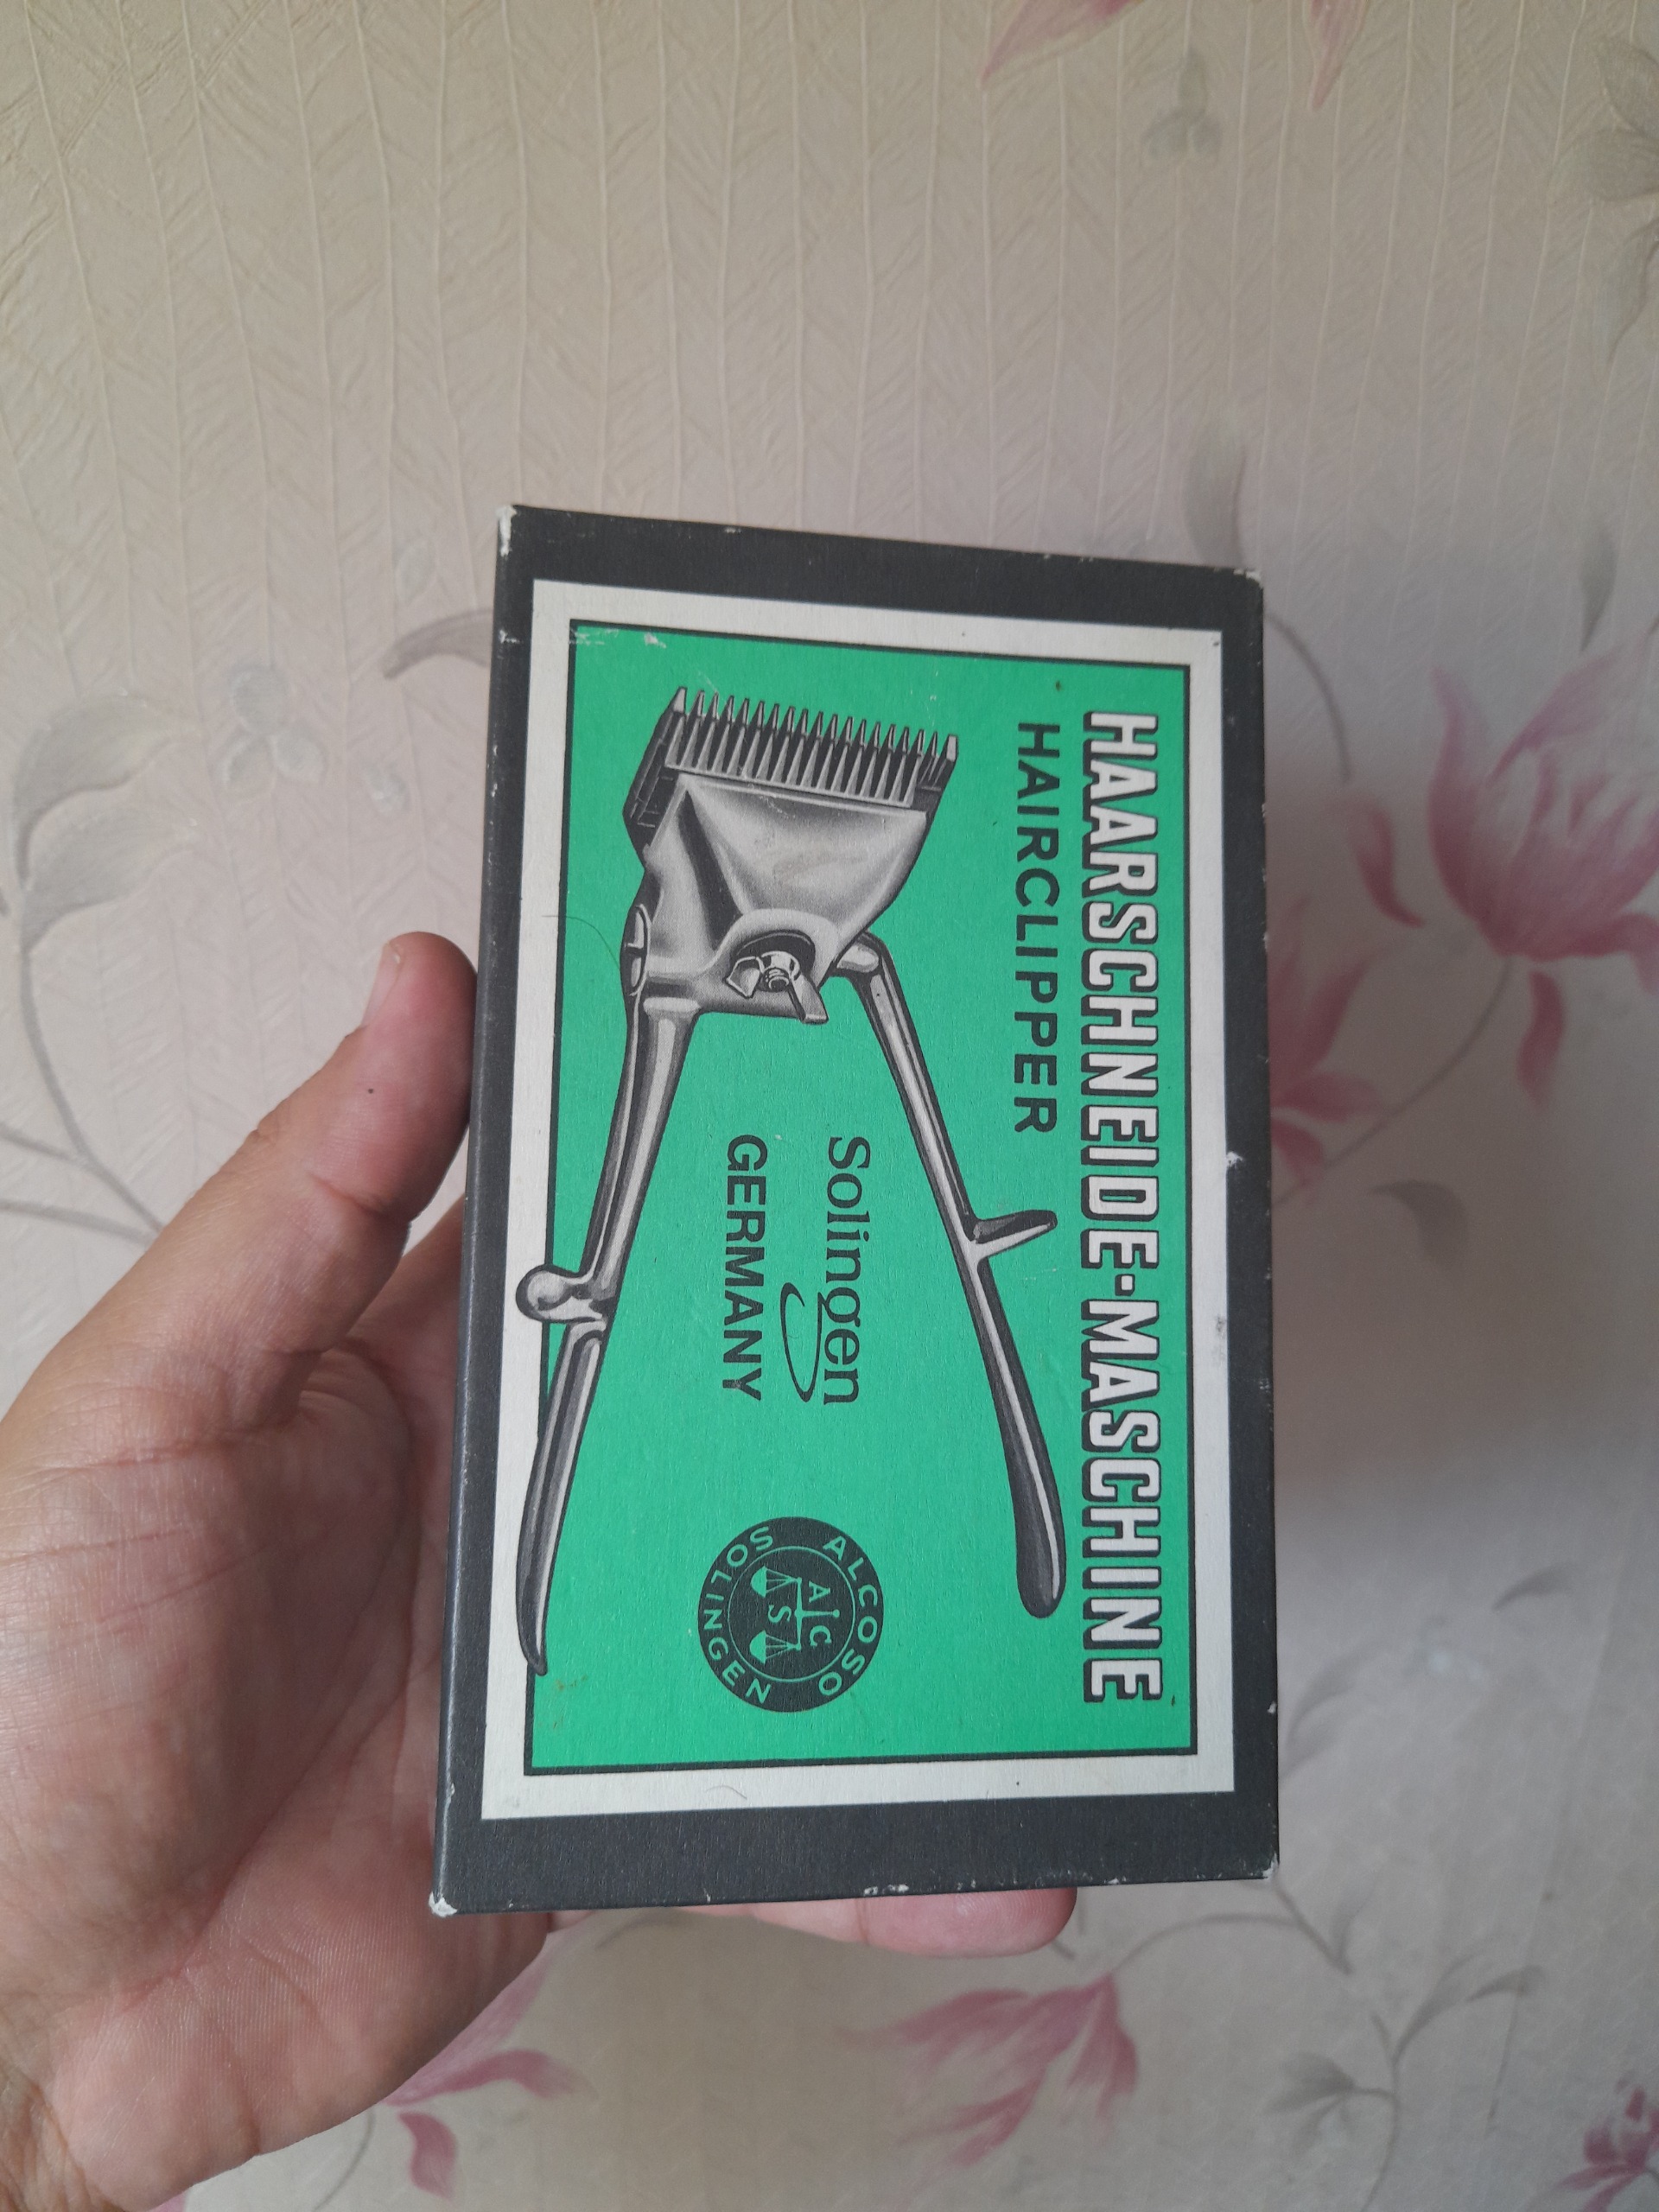 HAARSCHNEIDE-MASCHINE
HAIRCLIPPER
Solingen
GERMANY
ALCOSO
A C
S
SOLINGEN